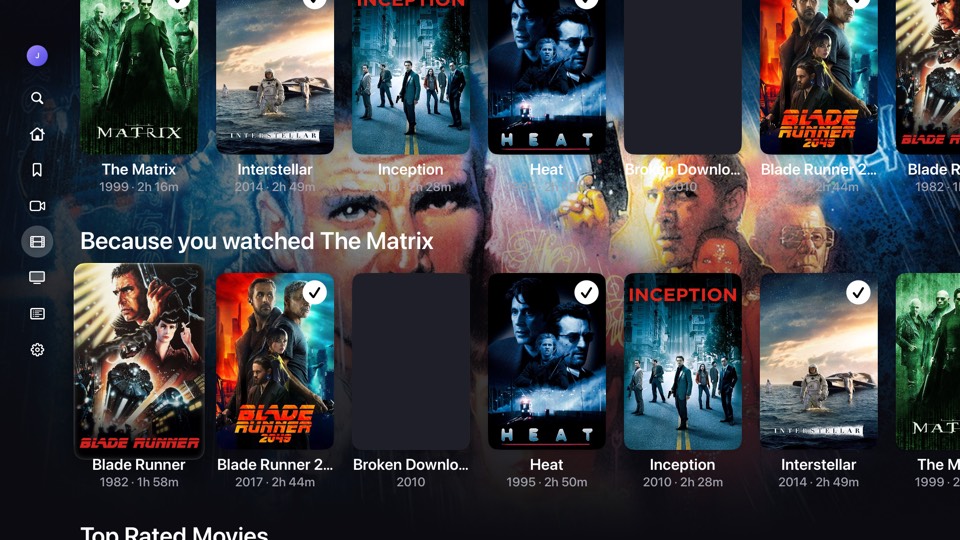 J
MATRIX
INTERSTELLAR
INCEPTION
HEAT
BLADE
RUNNER
2049
The Matrix
Interstellar
Inception
Heat
Broken Downlo...
Blade Runner 2...
Blade R
1999 · 2h 16m
2014 · 2h 49m
2h 28m
2010
2h 44m
1982 · 1h
Because you watched The Matrix
BLADE RUNNER
BLADE
RUNNER
2049
HEAT
INCEPTION
INTERSTELLAR
MAT
Blade Runner
Blade Runner 2...
Broken Downlo...
Heat
Inception
Interstellar
The M
1982 · 1h 58m
2017 · 2h 44m
2010
1995 · 2h 50m
2010 · 2h 28m
2014 · 2h 49m
1999 · 2
Top Rated Movies